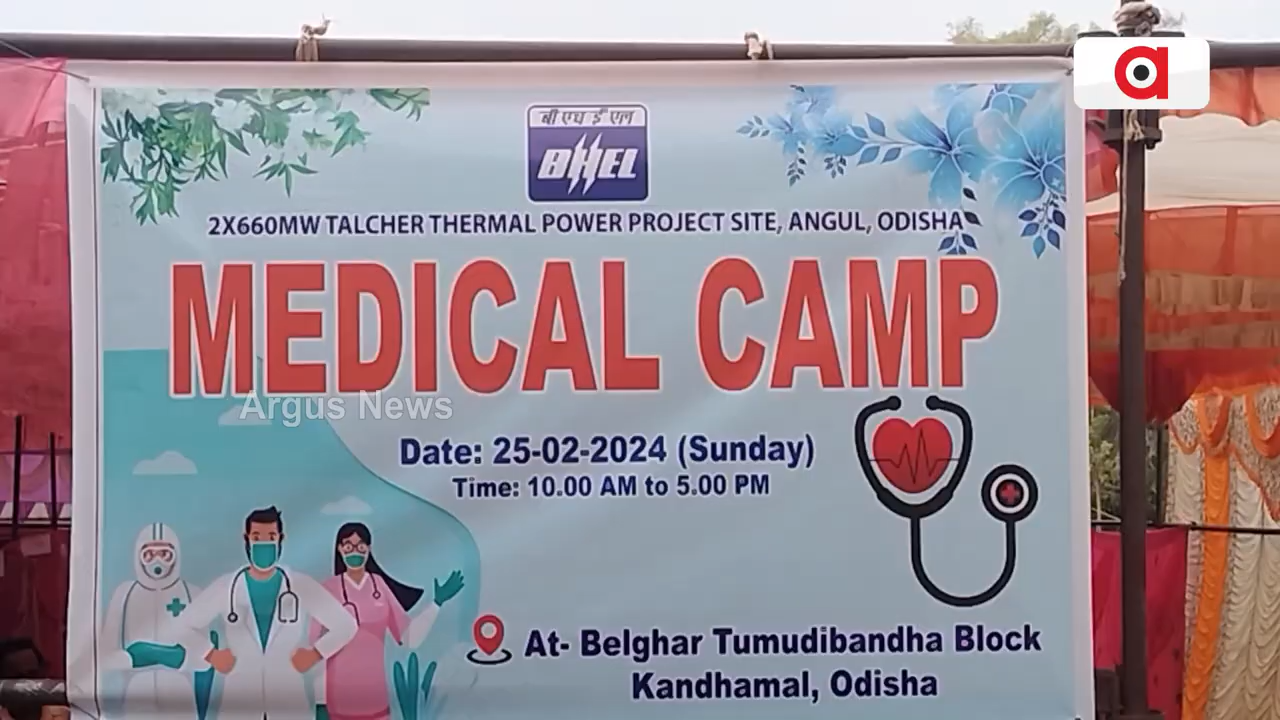 बी एच ई एल
BHEL
2X660MW TALCHER THERMAL POWER PROJECT SITE, ANGUL, ODISHA
MEDICAL CAMP
Argus News
Date: 25-02-2024 (Sunday)
Time: 10.00 AM to 5.00 PM
At- Belghar Tumudibandha Block
Kandhamal, Odisha
a